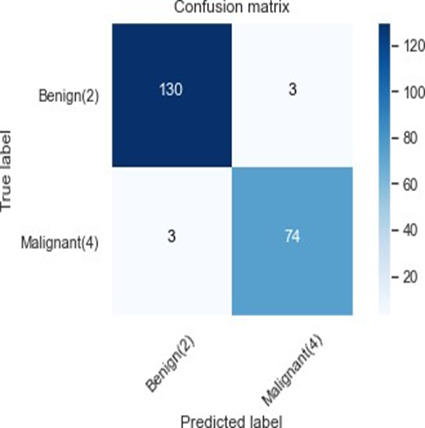 Confusion matrix
True label
Benign(2)
130
3
Malignant(4)
3
74
Benign(2)
Malignant(4)
Predicted label
120
100
80
60
40
20